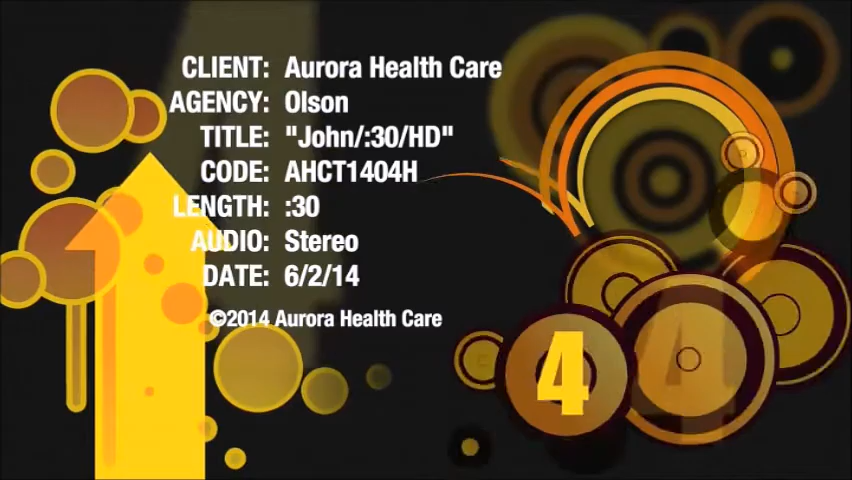 CLIENT: Aurora Health Care
AGENCY: Olson
TITLE: "John/:30/HD"
CODE: AHCT1404H
LENGTH: :30
AUDIO: Stereo
DATE: 6/2/14
©2014 Aurora Health Care
4